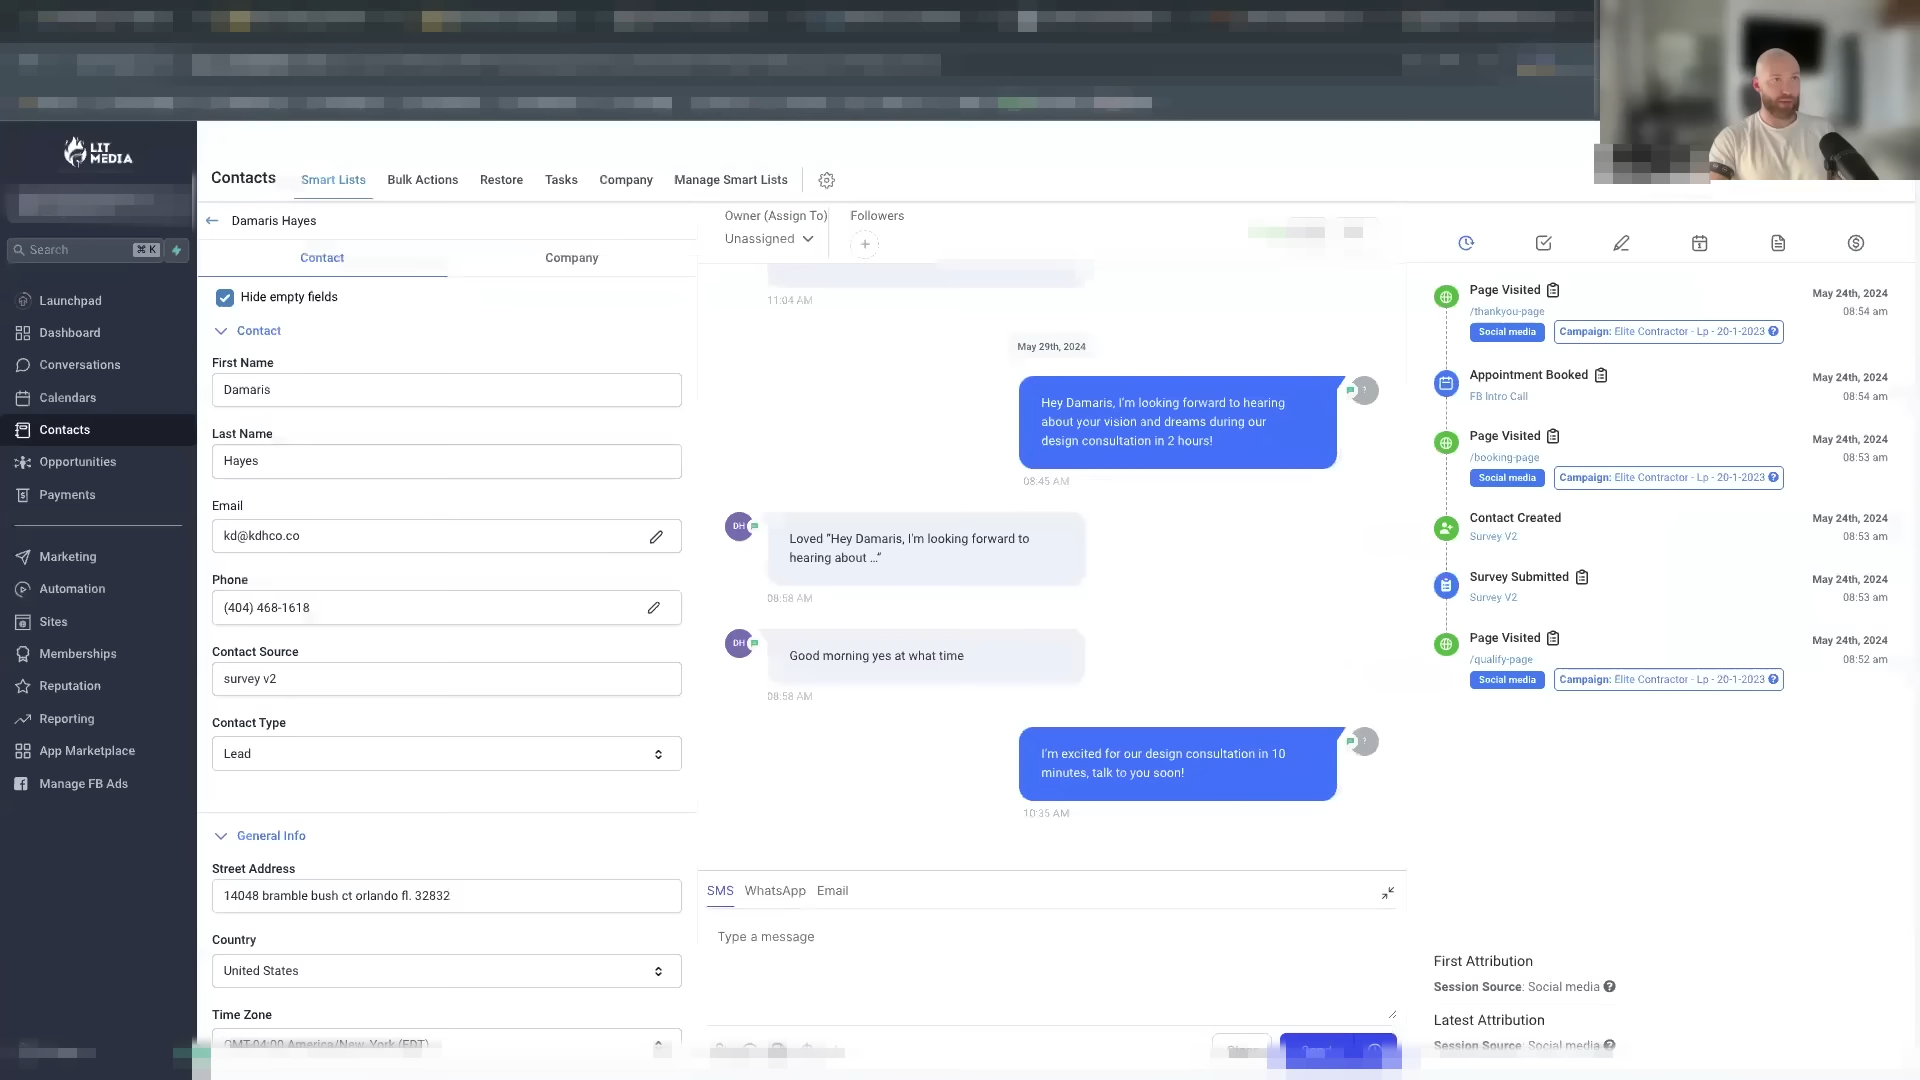 LIT
MEDIA
Search
⌘ K
Launchpad
Dashboard
Conversations
Calendars
Contacts
Opportunities
Payments
Marketing
Automation
Sites
Memberships
Reputation
Reporting
App Marketplace
Manage FB Ads
Contacts
Smart Lists
Bulk Actions
Restore
Tasks
Company
Manage Smart Lists
Damaris Hayes
Contact
Company
Hide empty fields
Contact
First Name
Damaris
Last Name
Hayes
Email
kd@kdhco.co
Phone
(404) 468-1618
Contact Source
survey v2
Contact Type
Lead
General Info
Street Address
14048 bramble bush ct orlando fl. 32832
Country
United States
Time Zone
GMT-04:00 America/New_York (EDT)
Owner (Assign To)
Unassigned
Followers
11:04 AM
May 29th, 2024
Hey Damaris, I'm looking forward to hearing
about your vision and dreams during our
design consultation in 2 hours!
08:45 AM
DH
Loved “Hey Damaris, I'm looking forward to
hearing about ...”
08:58 AM
DH
Good morning yes at what time
08:58 AM
I'm excited for our design consultation in 10
minutes, talk to you soon!
10:35 AM
SMS
WhatsApp
Email
Type a message
Page Visited
May 24th, 2024
/thankyou-page
08:54 am
Social media
Campaign: Elite Contractor - Lp - 20-1-2023
Appointment Booked
May 24th, 2024
FB Intro Call
08:54 am
Page Visited
May 24th, 2024
/booking-page
08:53 am
Social media
Campaign: Elite Contractor - Lp - 20-1-2023
Contact Created
May 24th, 2024
Survey V2
08:53 am
Survey Submitted
May 24th, 2024
Survey V2
08:53 am
Page Visited
May 24th, 2024
/qualify-page
08:52 am
Social media
Campaign: Elite Contractor - Lp - 20-1-2023
First Attribution
Session Source: Social media
Latest Attribution
Session Source: Social media